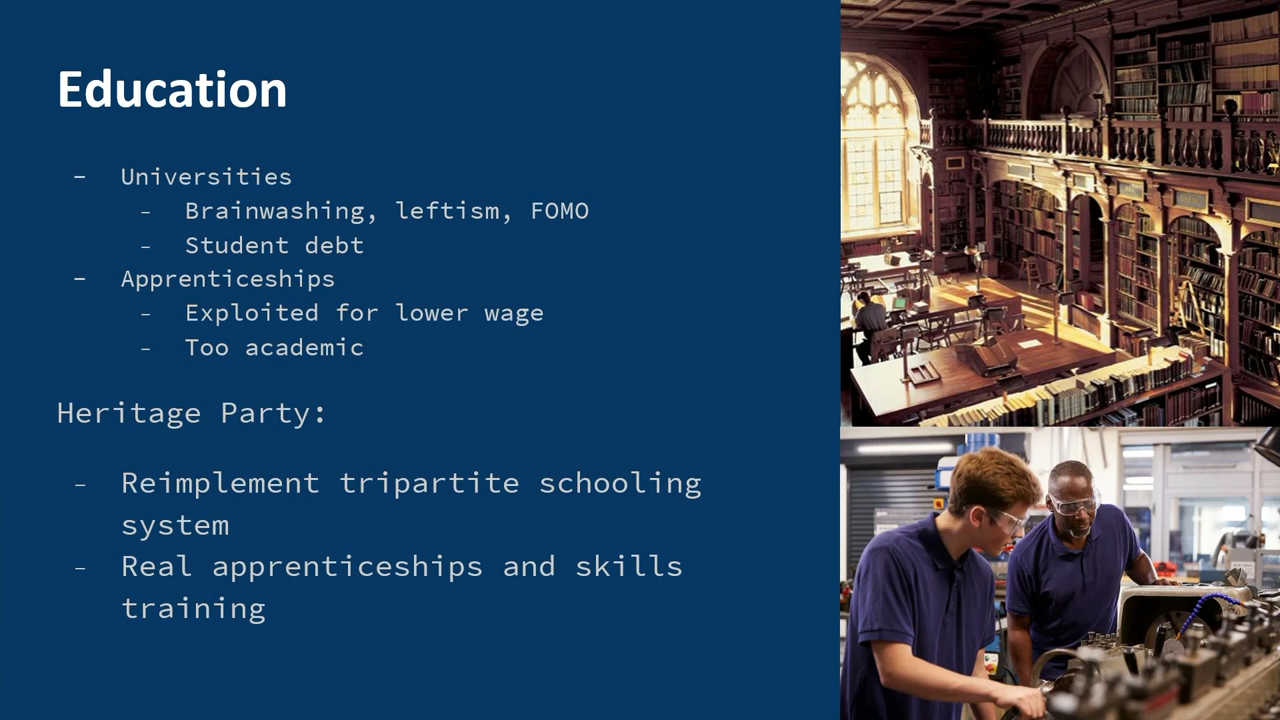 Education
- Universities
- Brainwashing, leftism, FOMO
- Student debt
- Apprenticeships
- Exploited for lower wage
- Too academic
Heritage Party:
- Reimplement tripartite schooling
system
- Real apprenticeships and skills
training